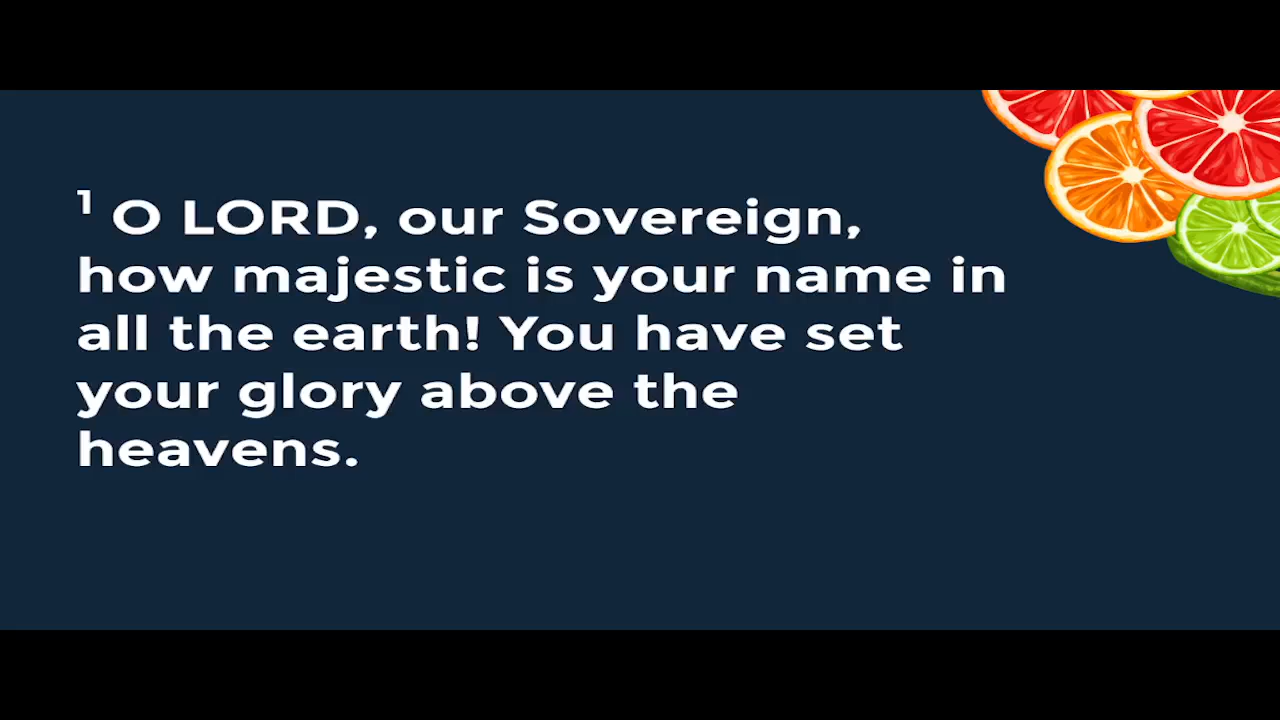 1 O LORD, our Sovereign,
how majestic is your name in
all the earth! You have set
your glory above the
heavens.